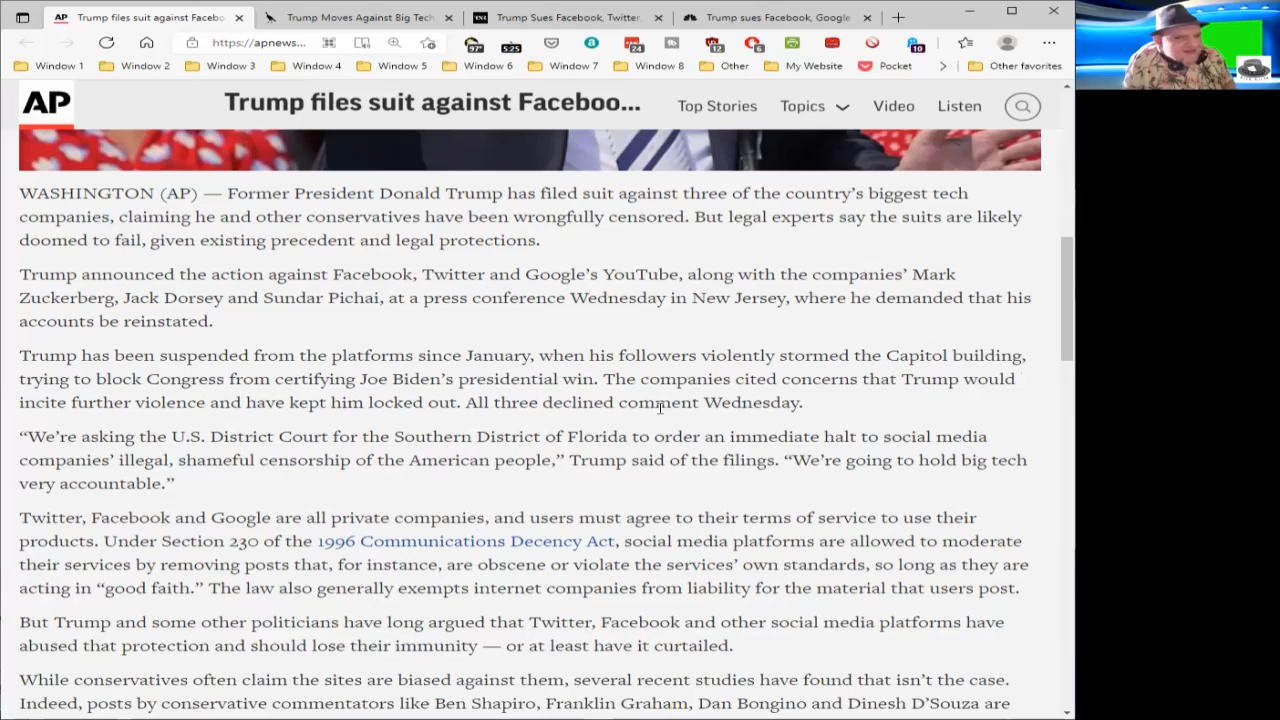 Trump files suit against Facebo
Trump Moves Against Big Tech
TNR
Trump Sues Facebook, Twitter,
Trump sues Facebook, Google
https://apnews...
97°
5:25
24
12
6
10
Window 1
Window 2
Window 3
Window 4
Window 5
Window 6
Window 7
Window 8
Other
My Website
Pocket
Other favorites
AP
Trump files suit against Faceboo...
Top Stories
Topics
Video
Listen
WASHINGTON (AP) — Former President Donald Trump has filed suit against three of the country's biggest tech
companies, claiming he and other conservatives have been wrongfully censored. But legal experts say the suits are likely
doomed to fail, given existing precedent and legal protections.
Trump announced the action against Facebook, Twitter and Google's YouTube, along with the companies' Mark
Zuckerberg, Jack Dorsey and Sundar Pichai, at a press conference Wednesday in New Jersey, where he demanded that his
accounts be reinstated.
Trump has been suspended from the platforms since January, when his followers violently stormed the Capitol building,
trying to block Congress from certifying Joe Biden's presidential win. The companies cited concerns that Trump would
incite further violence and have kept him locked out. All three declined comment Wednesday.
“We're asking the U.S. District Court for the Southern District of Florida to order an immediate halt to social media
companies' illegal, shameful censorship of the American people,” Trump said of the filings. “We're going to hold big tech
very accountable.”
Twitter, Facebook and Google are all private companies, and users must agree to their terms of service to use their
products. Under Section 230 of the 1996 Communications Decency Act, social media platforms are allowed to moderate
their services by removing posts that, for instance, are obscene or violate the services' own standards, so long as they are
acting in “good faith.” The law also generally exempts internet companies from liability for the material that users post.
But Trump and some other politicians have long argued that Twitter, Facebook and other social media platforms have
abused that protection and should lose their immunity — or at least have it curtailed.
While conservatives often claim the sites are biased against them, several recent studies have found that isn't the case.
Indeed, posts by conservative commentators like Ben Shapiro, Franklin Graham, Dan Bongino and Dinesh D'Souza are